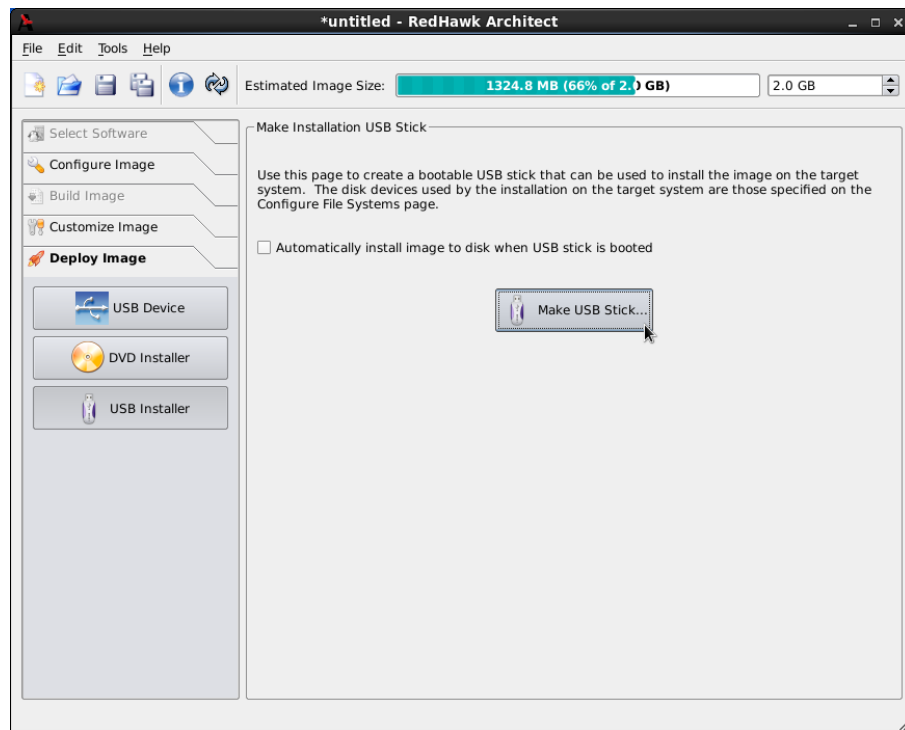 *untitled - RedHawk Architect
File Edit Tools Help
Estimated Image Size: 1324.8 MB (66% of 2.0 GB) 2.0 GB
Select Software
Configure Image
Build Image
Customize Image
Deploy Image
USB Device
DVD Installer
USB Installer
Make Installation USB Stick
Use this page to create a bootable USB stick that can be used to install the image on the target
system. The disk devices used by the installation on the target system are those specified on the
Configure File Systems page.
Automatically install image to disk when USB stick is booted
Make USB Stick...